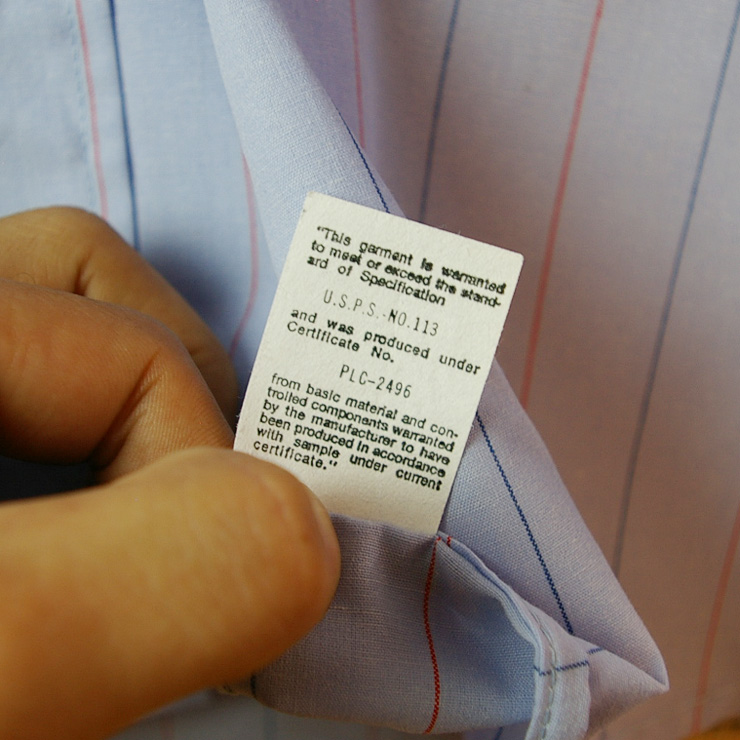 "This garment is warranted
to meet or exceed the stand-
ard of Specification
U.S.P.S.-NO.113
and was produced under
Certificate No.
PLC-2496
from basic material and con-
trolled components warranted
by the manufacturer to have
been produced in accordance
with sample under current
certificate."